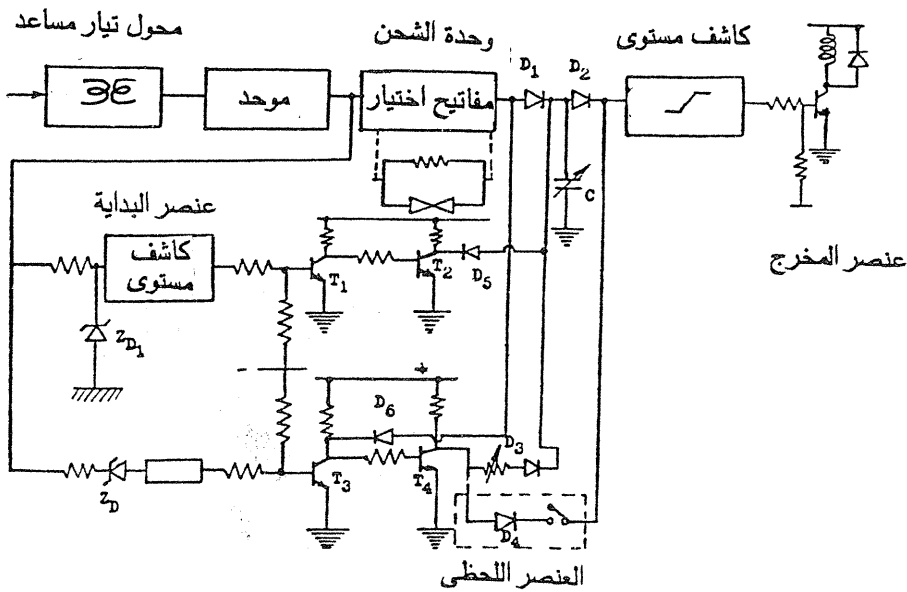 محول تيار مساعد
وحدة الشحن
كاشف مستوى
موحد
مفاتيح اختيار
D1
D2
C
عنصر البداية
كاشف
مستوى
T1
T2
D5
عنصر المخرج
ZD1
-
+
D6
D3
T3
T4
ZD
D4
العنصر اللحظى